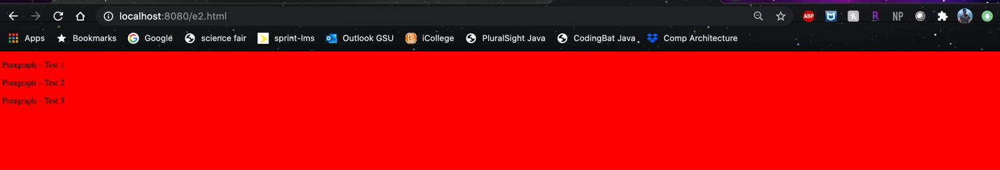 localhost:8080/e2.html
ABP
R
NP
Apps Bookmarks Google science fair sprint-lms Outlook GSU iCollege PluralSight Java CodingBat Java Comp Architecture
Paragraph – Test 1
Paragraph – Test 2
Paragraph – Test 3